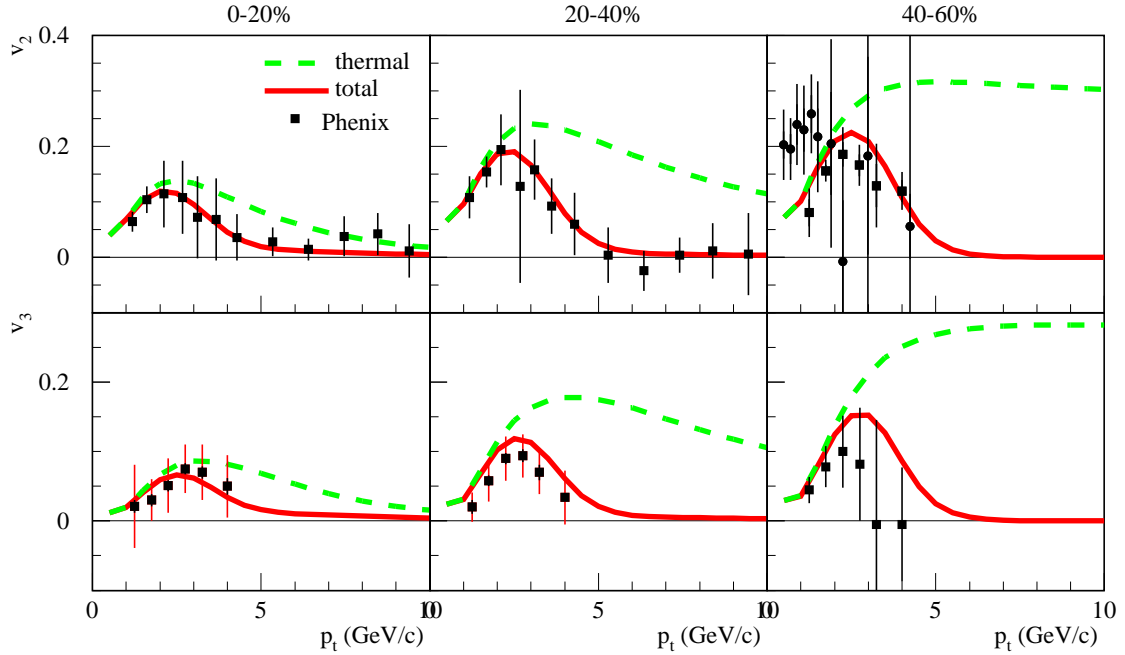 0-20% 20-40% 40-60%
v2
0.4
0.2
0
thermal
total
Phenix
v3
0.2
0
0 5 10 0 5 10 0 5 10
pt (GeV/c) pt (GeV/c) pt (GeV/c)